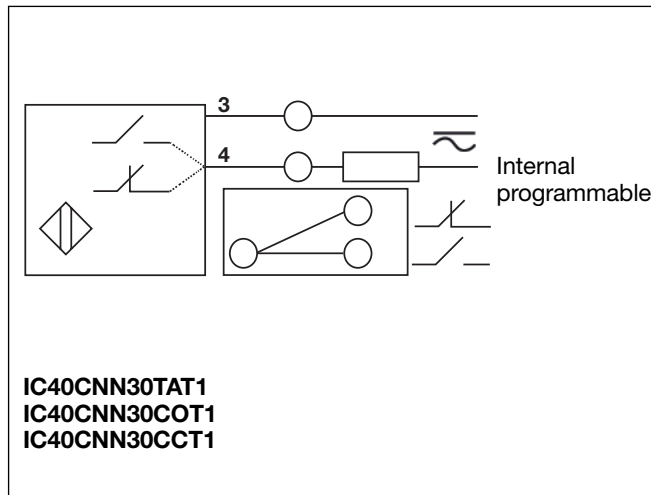 3
4
Internal
programmable
IC40CNN30TAT1
IC40CNN30COT1
IC40CNN30CCT1